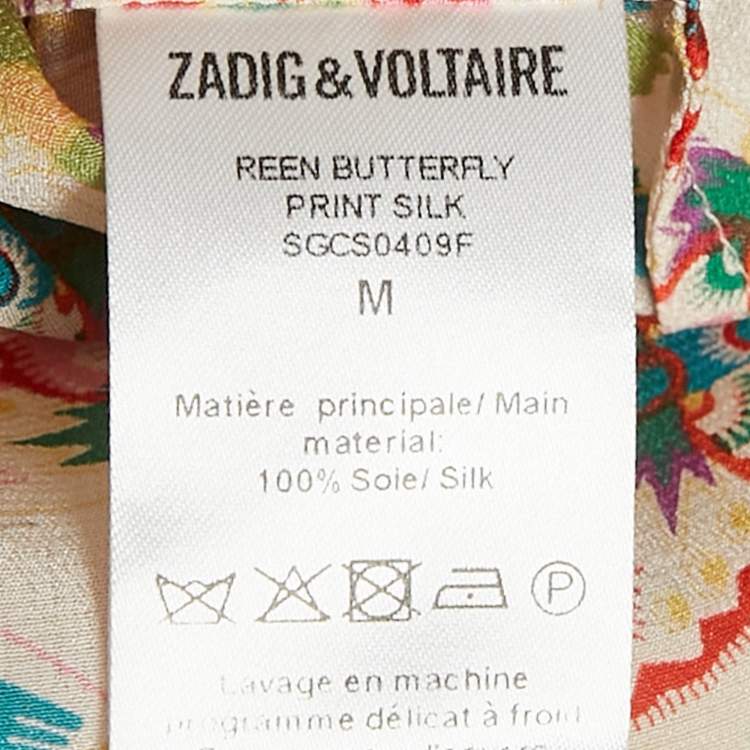 ZADIG & VOLTAIRE
REEN BUTTERFLY
PRINT SILK
SGCS0409F
M
Matière principale/ Main
material:
100% Soie/ Silk
P
Lavage en machine
programme délicat à froid